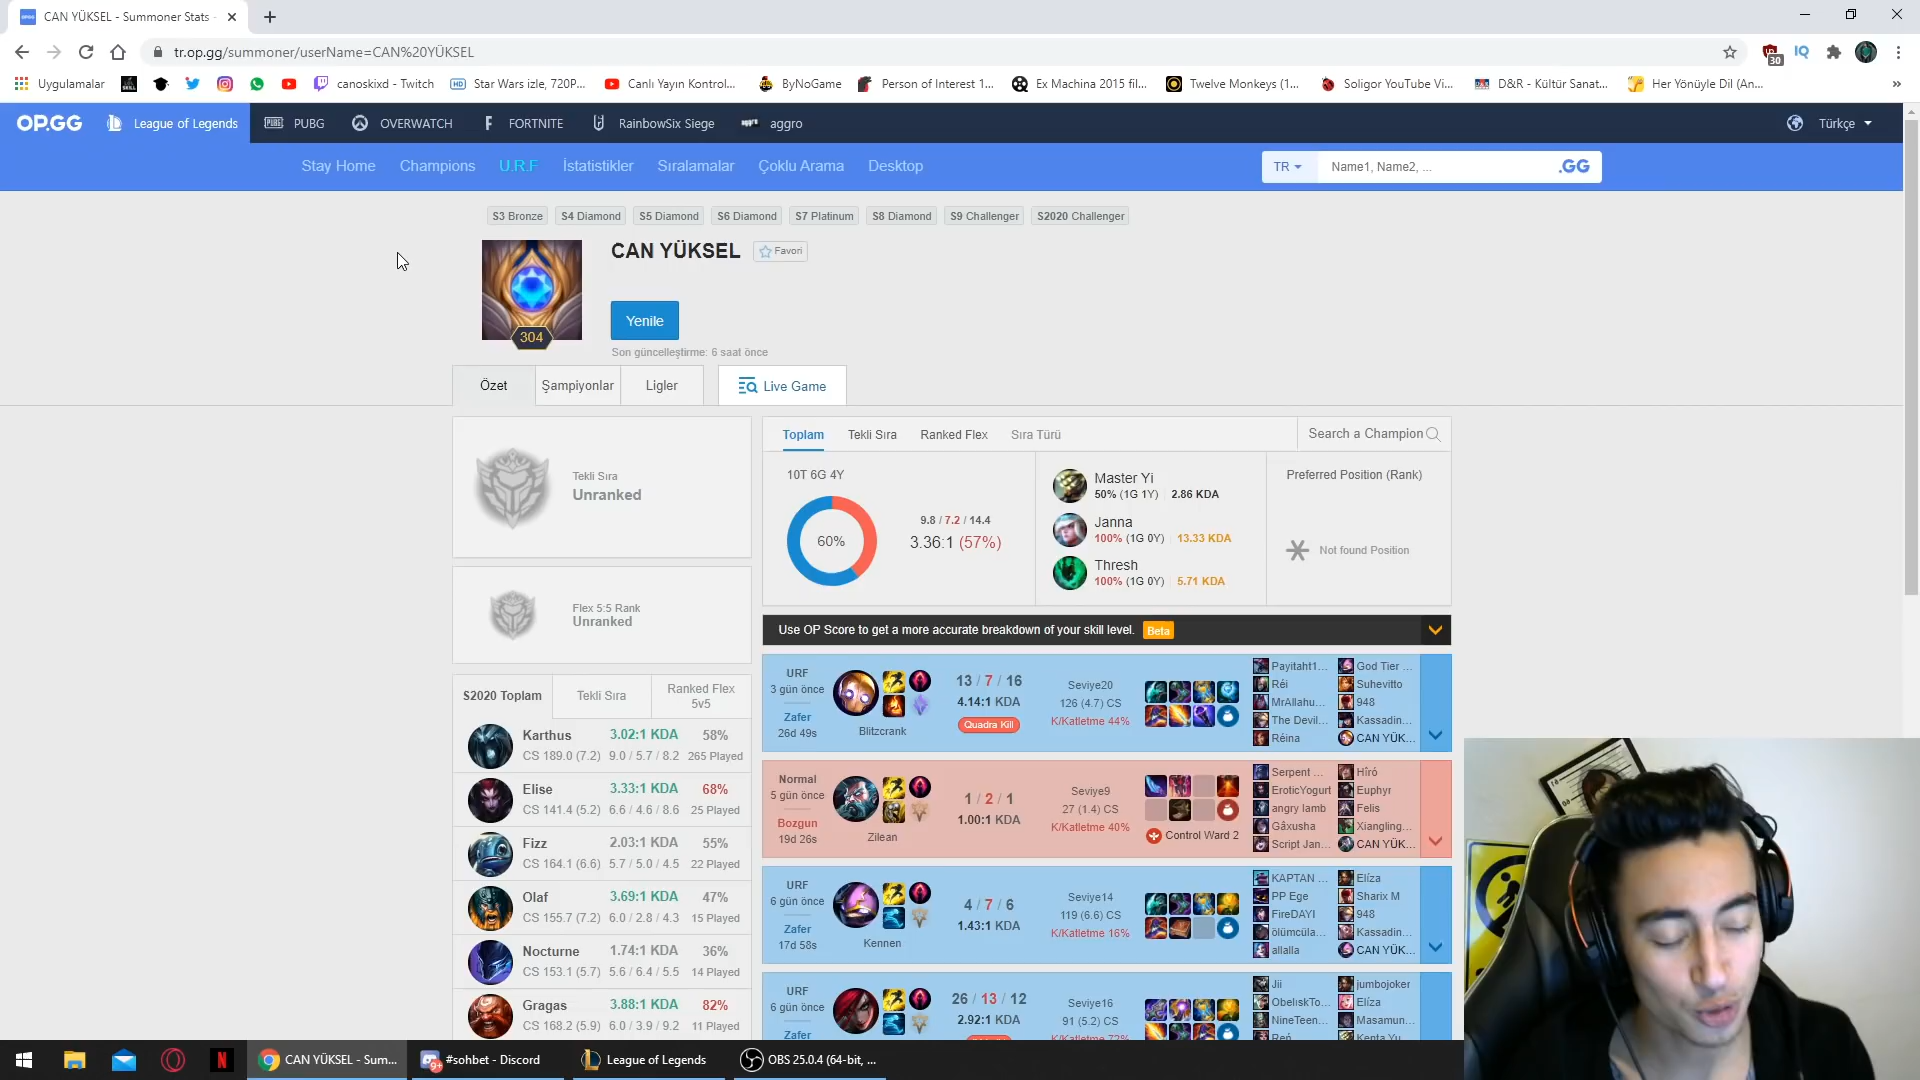 CAN YÜKSEL - Summoner Stats -
tr.op.gg/summoner/userName=CAN%20YÜKSEL
30
Uygulamalar
canoskixd - Twitch
Star Wars izle, 720P...
Canlı Yayın Kontrol...
ByNoGame
Person of Interest 1...
Ex Machina 2015 fil...
Twelve Monkeys (1...
Soligor YouTube Vi...
D&R - Kültür Sanat...
Her Yönüyle Dil (An...
OP.GG
League of Legends
PUBG
OVERWATCH
FORTNITE
RainbowSix Siege
aggro
Türkçe
Stay Home
Champions
U.R.F
İstatistikler
Sıralamalar
Çoklu Arama
Desktop
TR
Name1, Name2, ...
.GG
S3 Bronze
S4 Diamond
S5 Diamond
S6 Diamond
S7 Platinum
S8 Diamond
S9 Challenger
S2020 Challenger
CAN YÜKSEL
Favori
304
Yenile
Son güncelleştirme: 6 saat önce
Özet
Şampiyonlar
Ligler
Live Game
Tekli Sıra
Unranked
Flex 5:5 Rank
Unranked
S2020 Toplam
Tekli Sıra
Ranked Flex
5v5
Karthus 3.02:1 KDA 58%
CS 189.0 (7.2) 9.0 / 5.7 / 8.2 265 Played
Elise 3.33:1 KDA 68%
CS 141.4 (5.2) 6.6 / 4.6 / 8.6 25 Played
Fizz 2.03:1 KDA 55%
CS 164.1 (6.6) 5.7 / 5.0 / 4.5 22 Played
Olaf 3.69:1 KDA 47%
CS 155.7 (7.2) 6.0 / 2.8 / 4.3 15 Played
Nocturne 1.74:1 KDA 36%
CS 153.1 (5.7) 5.6 / 6.4 / 5.5 14 Played
Gragas 3.88:1 KDA 82%
CS 168.2 (5.9) 6.0 / 3.9 / 9.2 11 Played
Toplam
Tekli Sıra
Ranked Flex
Sıra Türü
Search a Champion
10T 6G 4Y
60%
9.8 / 7.2 / 14.4
3.36:1 (57%)
Master Yi
50% (1G 1Y) 2.86 KDA
Janna
100% (1G 0Y) 13.33 KDA
Thresh
100% (1G 0Y) 5.71 KDA
Preferred Position (Rank)
Not found Position
Use OP Score to get a more accurate breakdown of your skill level. Beta
URF
3 gün önce
Zafer
26d 49s
Blitzcrank
13 / 7 / 16
4.14:1 KDA
Quadra Kill
Seviye20
126 (4.7) CS
K/Katletme 44%
Payitaht1...
Réi
MrAllahu...
The Devil...
Réina
God Tier ...
Suhevitto
948
Kassadin...
CAN YÜK...
Normal
5 gün önce
Bozgun
19d 26s
Zilean
1 / 2 / 1
1.00:1 KDA
Seviye9
27 (1.4) CS
K/Katletme 40%
Control Ward 2
Serpent ...
EroticYogurt
angry lamb
Gâxusha
Script Jan...
Hîró
Euphyr
Felis
Xiangling...
CAN YÜK...
URF
6 gün önce
Zafer
17d 58s
Kennen
4 / 7 / 6
1.43:1 KDA
Seviye14
119 (6.6) CS
K/Katletme 16%
KAPTAN ...
PP Ege
FireDAYI
ölümcüla...
allalla
Elíza
Sharix M
948
Kassadin...
CAN YÜK...
URF
6 gün önce
Zafer
26 / 13 / 12
2.92:1 KDA
Seviye16
91 (5.2) CS
K/Katletme 72%
Jii
ObeliskTo...
NineTeen...
Reó
jumbojoker
Elíza
Masamun...
Kenta Yu...
CAN YÜKSEL - Sum...
9+
#sohbet - Discord
League of Legends
OBS 25.0.4 (64-bit, ...